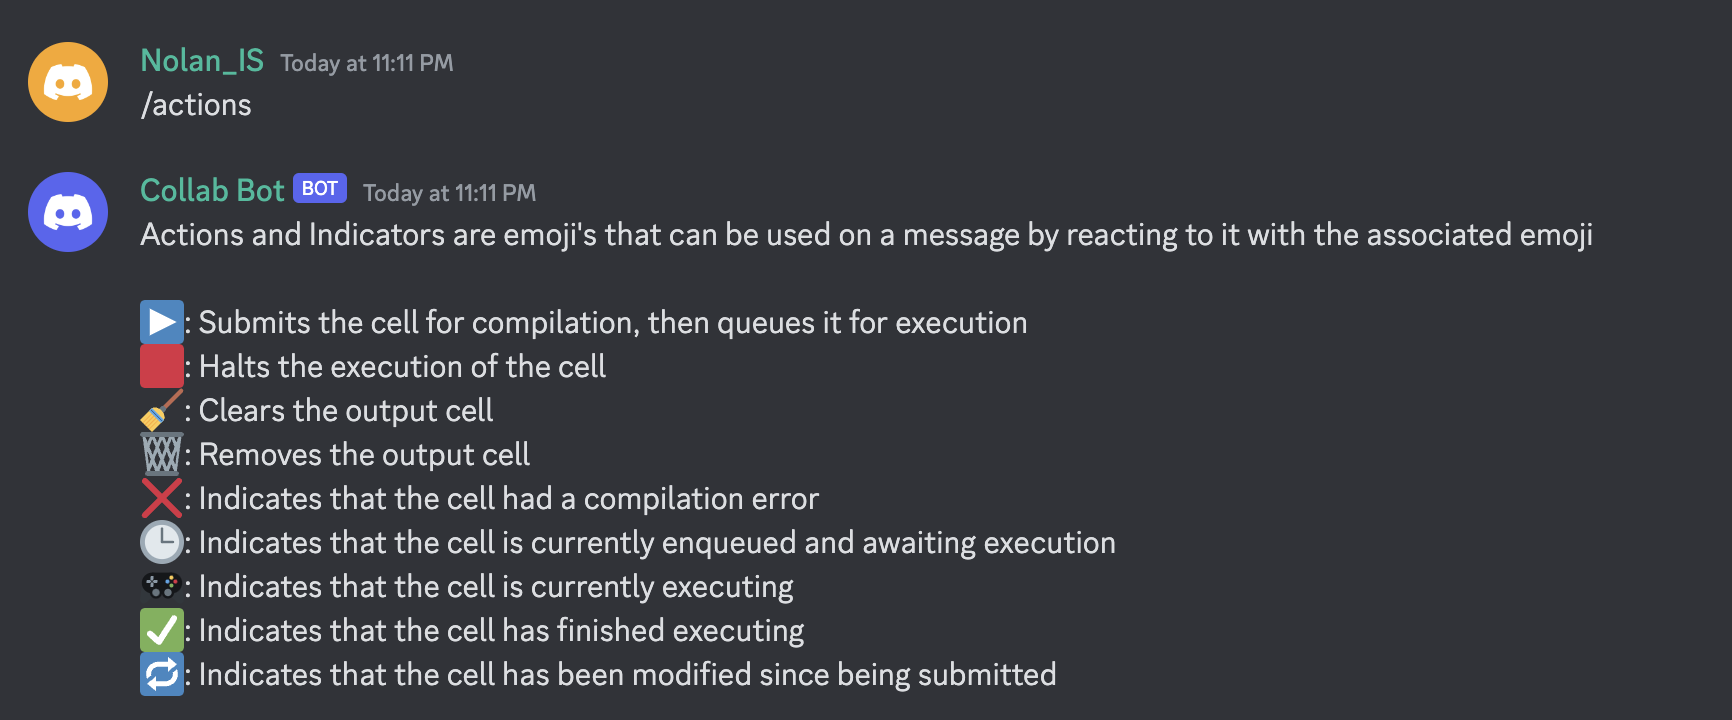 Nolan_IS Today at 11:11 PM
/actions
Collab Bot BOT Today at 11:11 PM
Actions and Indicators are emoji's that can be used on a message by reacting to it with the associated emoji
: Submits the cell for compilation, then queues it for execution
: Halts the execution of the cell
: Clears the output cell
: Removes the output cell
: Indicates that the cell had a compilation error
: Indicates that the cell is currently enqueued and awaiting execution
: Indicates that the cell is currently executing
: Indicates that the cell has finished executing
: Indicates that the cell has been modified since being submitted